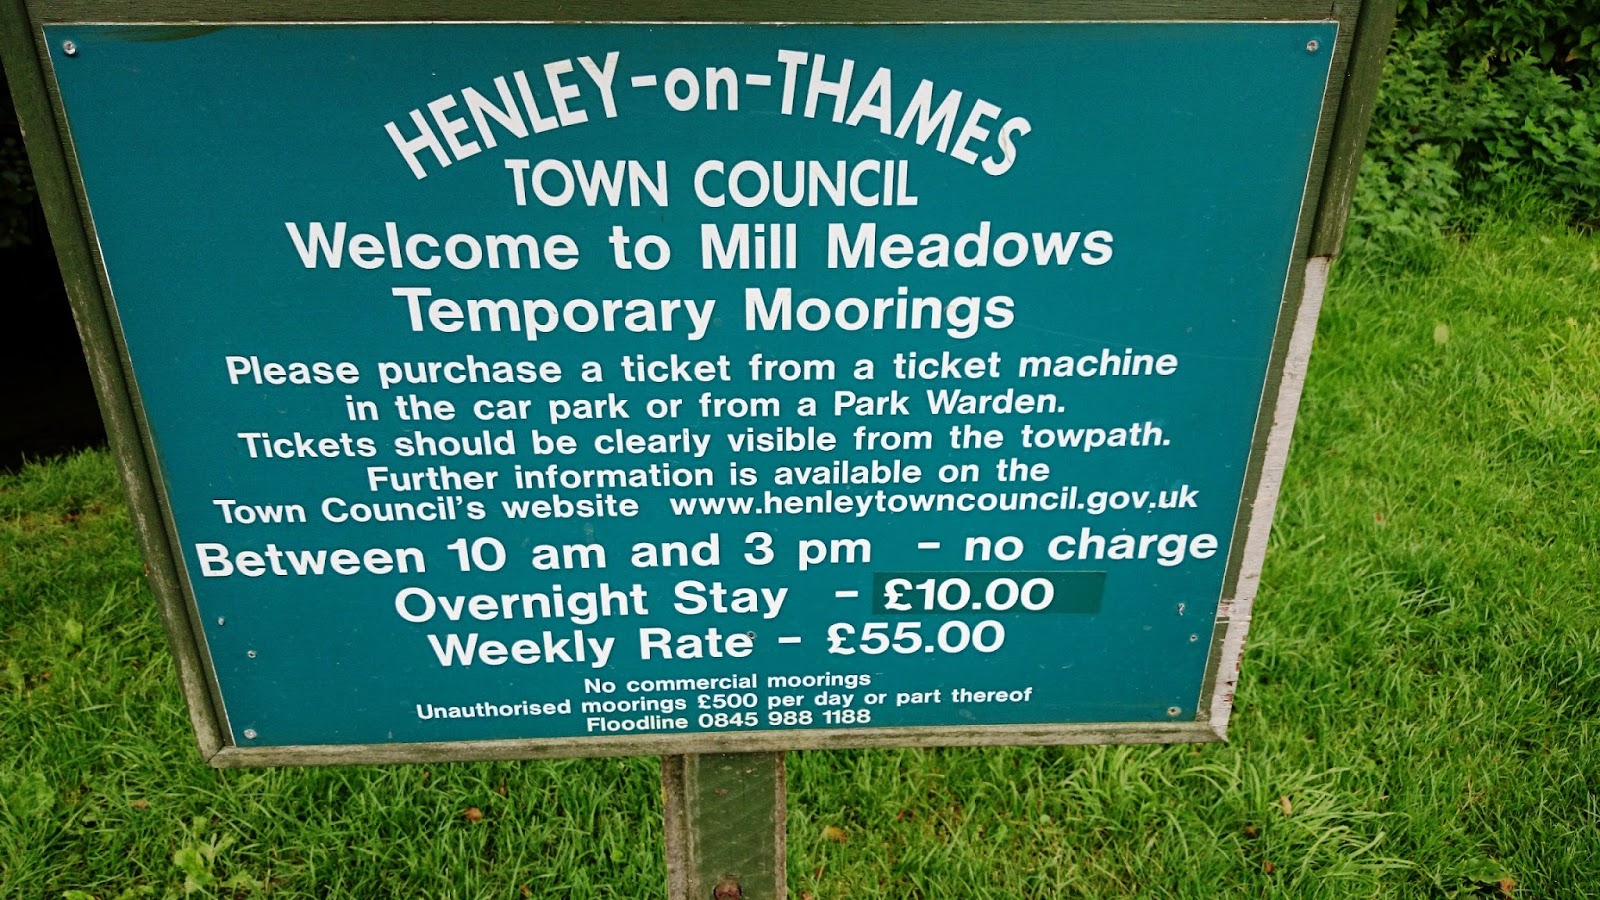 HENLEY-on-THAMES
TOWN COUNCIL
Welcome to Mill Meadows
Temporary Moorings
Please purchase a ticket from a ticket machine
in the car park or from a Park Warden.
Tickets should be clearly visible from the towpath.
Further information is available on the
Town Council's website www.henleytowncouncil.gov.uk
Between 10 am and 3 pm - no charge
Overnight Stay - £10.00
Weekly Rate - £55.00
No commercial moorings
Unauthorised moorings £500 per day or part thereof
Floodline 0845 988 1188